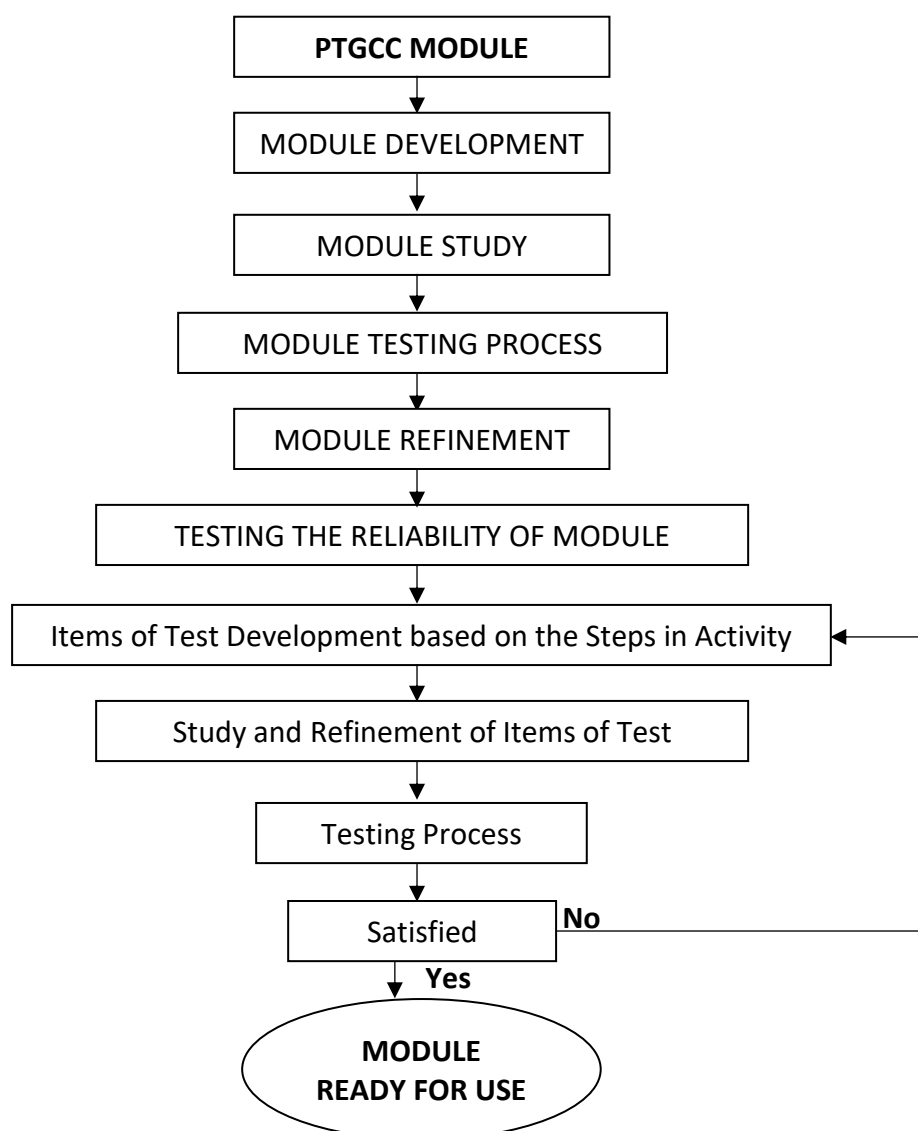 PTGCC MODULE
MODULE DEVELOPMENT
MODULE STUDY
MODULE TESTING PROCESS
MODULE REFINEMENT
TESTING THE RELIABILITY OF MODULE
Items of Test Development based on the Steps in Activity
Study and Refinement of Items of Test
Testing Process
Satisfied
No
Yes
MODULE
READY FOR USE